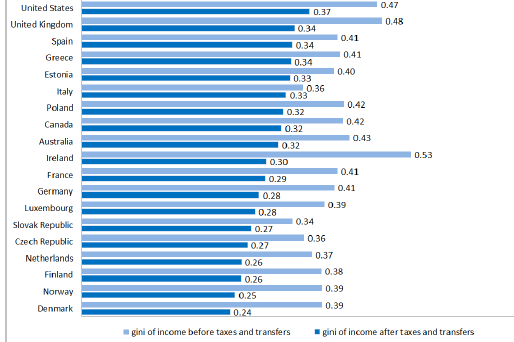 United States 0.47
0.37
United Kingdom 0.48
0.34
Spain 0.41
0.34
Greece 0.41
0.34
Estonia 0.40
0.33
Italy 0.36
0.33
Poland 0.42
0.32
Canada 0.42
0.32
Australia 0.43
0.32
Ireland 0.53
0.30
France 0.41
0.29
Germany 0.41
0.28
Luxembourg 0.39
0.28
Slovak Republic 0.34
0.27
Czech Republic 0.36
0.27
Netherlands 0.37
0.26
Finland 0.38
0.26
Norway 0.39
0.25
Denmark 0.39
0.24
gini of income before taxes and transfers gini of income after taxes and transfers